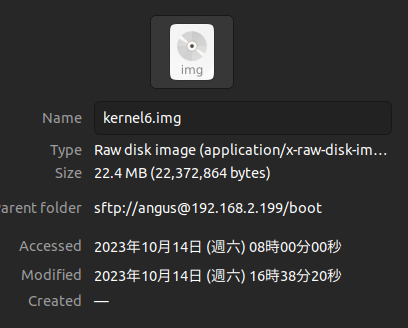 img
Name kernel6.img
Type Raw disk image (application/x-raw-disk-im…
Size 22.4 MB (22,372,864 bytes)
Parent folder sftp://angus@192.168.2.199/boot
Accessed 2023年10月14日 (週六) 08時00分00秒
Modified 2023年10月14日 (週六) 16時38分20秒
Created —